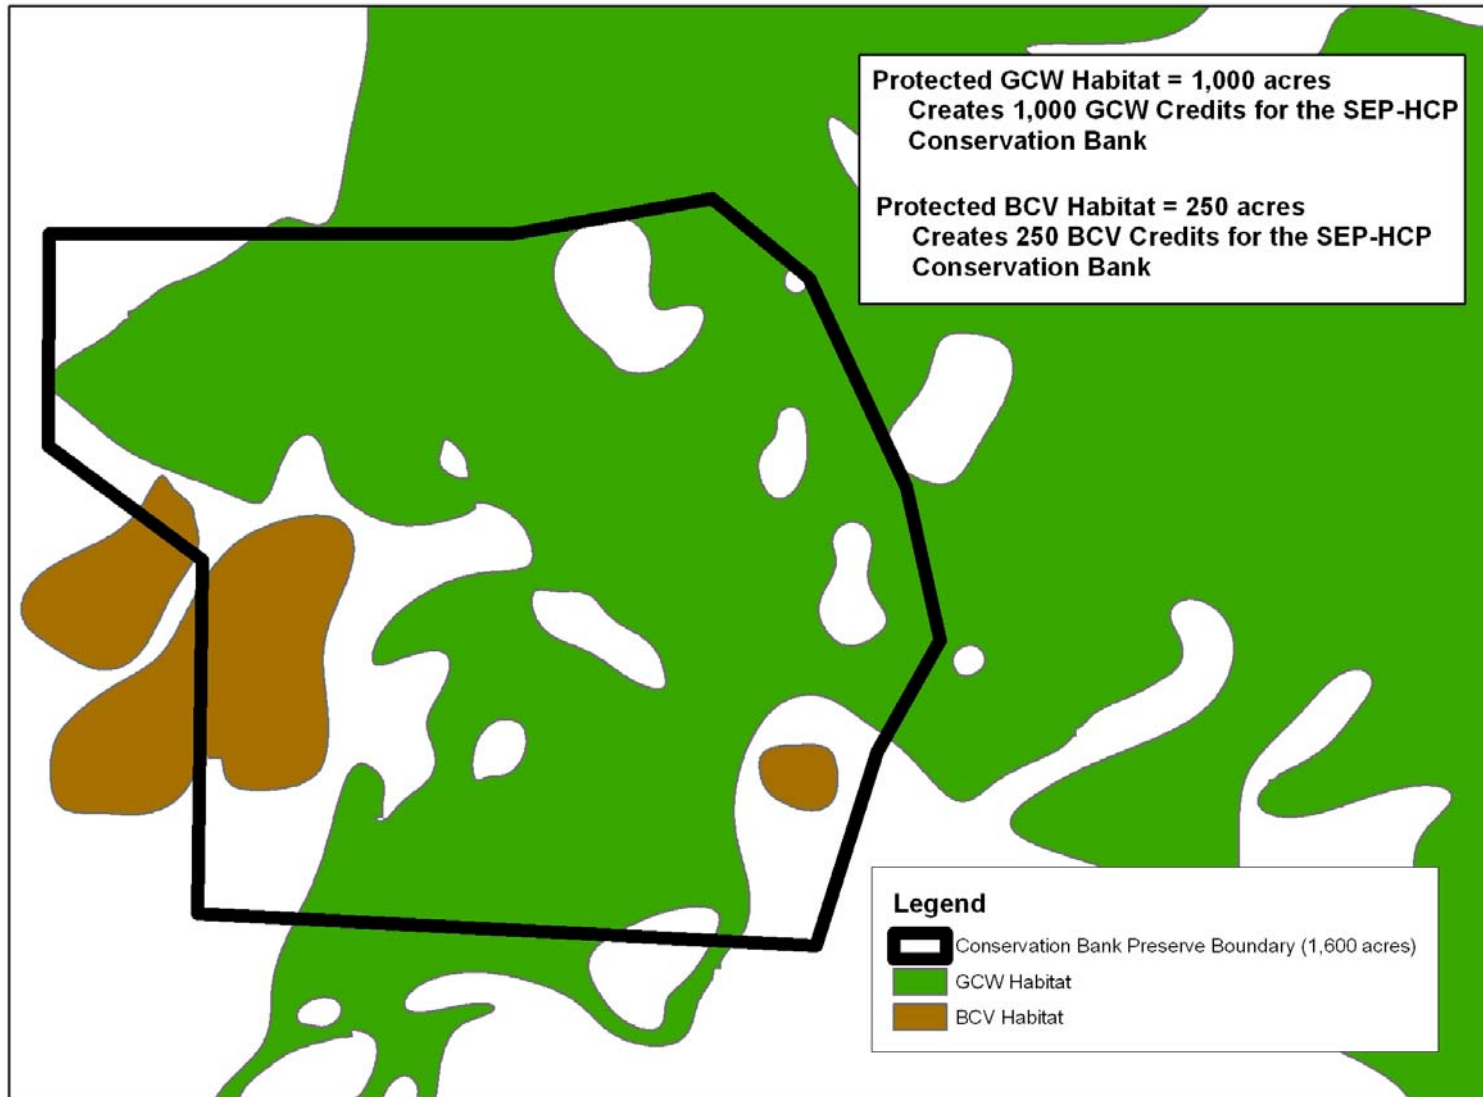 Protected GCW Habitat = 1,000 acres
Creates 1,000 GCW Credits for the SEP-HCP
Conservation Bank
Protected BCV Habitat = 250 acres
Creates 250 BCV Credits for the SEP-HCP
Conservation Bank
Legend
Conservation Bank Preserve Boundary (1,600 acres)
GCW Habitat
BCV Habitat